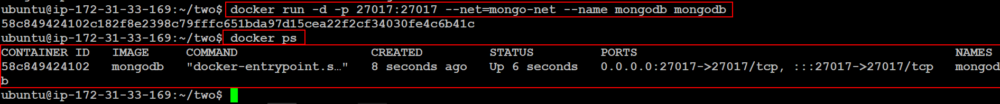 ubuntu@ip-172-31-33-169:~/two$ docker run -d -p 27017:27017 --net=mongo-net --name mongodb mongodb
58c849424102c182f8e2398c79fffc651bda97d15cea22f2cf34030fe4c6b41c
ubuntu@ip-172-31-33-169:~/two$ docker ps
CONTAINER ID   IMAGE     COMMAND                  CREATED         STATUS         PORTS                                           NAMES
58c849424102   mongodb   "docker-entrypoint.s…"   8 seconds ago   Up 6 seconds   0.0.0.0:27017->27017/tcp, :::27017->27017/tcp   mongod
b
ubuntu@ip-172-31-33-169:~/two$